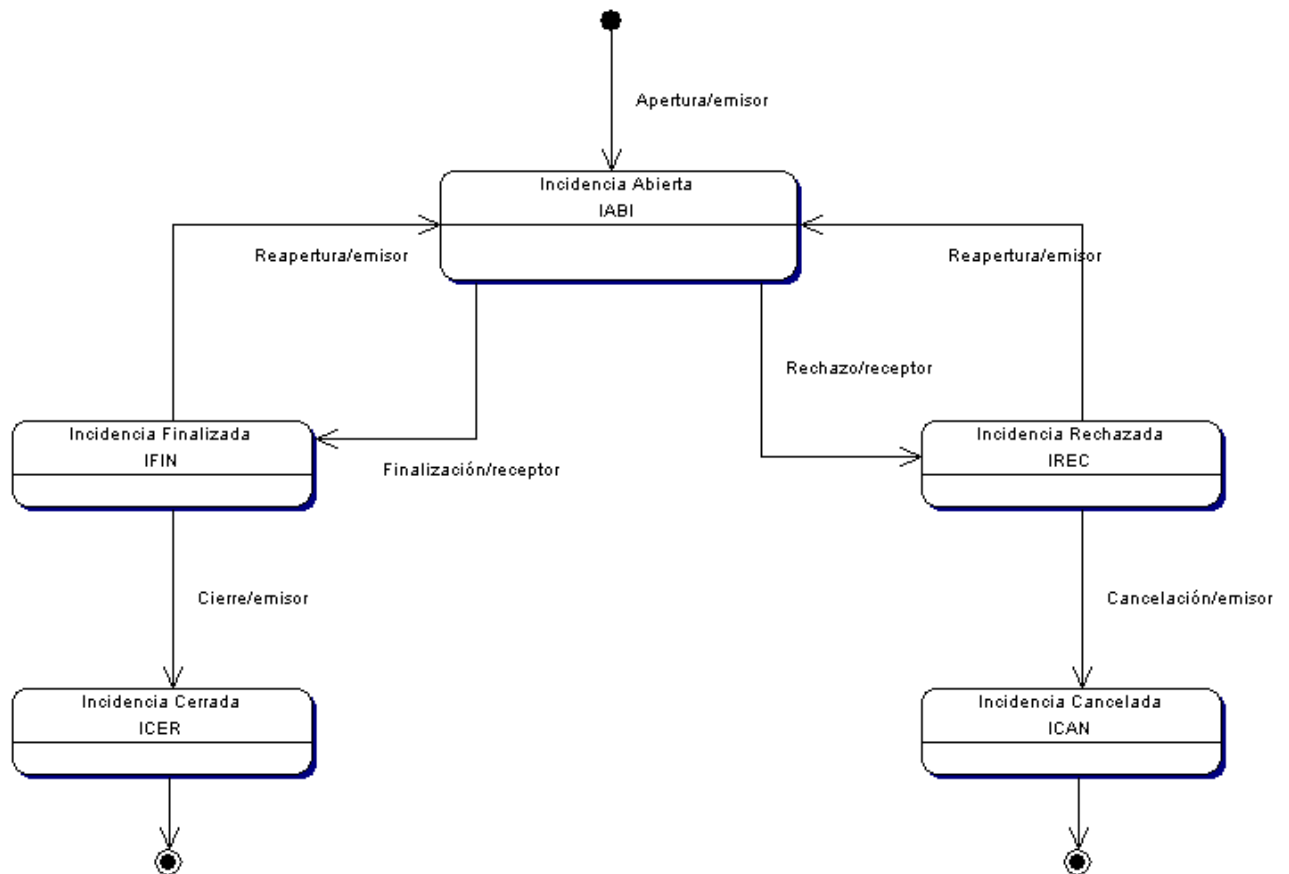 Apertura/emisor
Incidencia Abierta
IABI
Reapertura/emisor
Reapertura/emisor
Rechazo/receptor
Incidencia Finalizada
IFIN
Finalización/receptor
Incidencia Rechazada
IREC
Cierre/emisor
Cancelación/emisor
Incidencia Cerrada
ICER
Incidencia Cancelada
ICAN